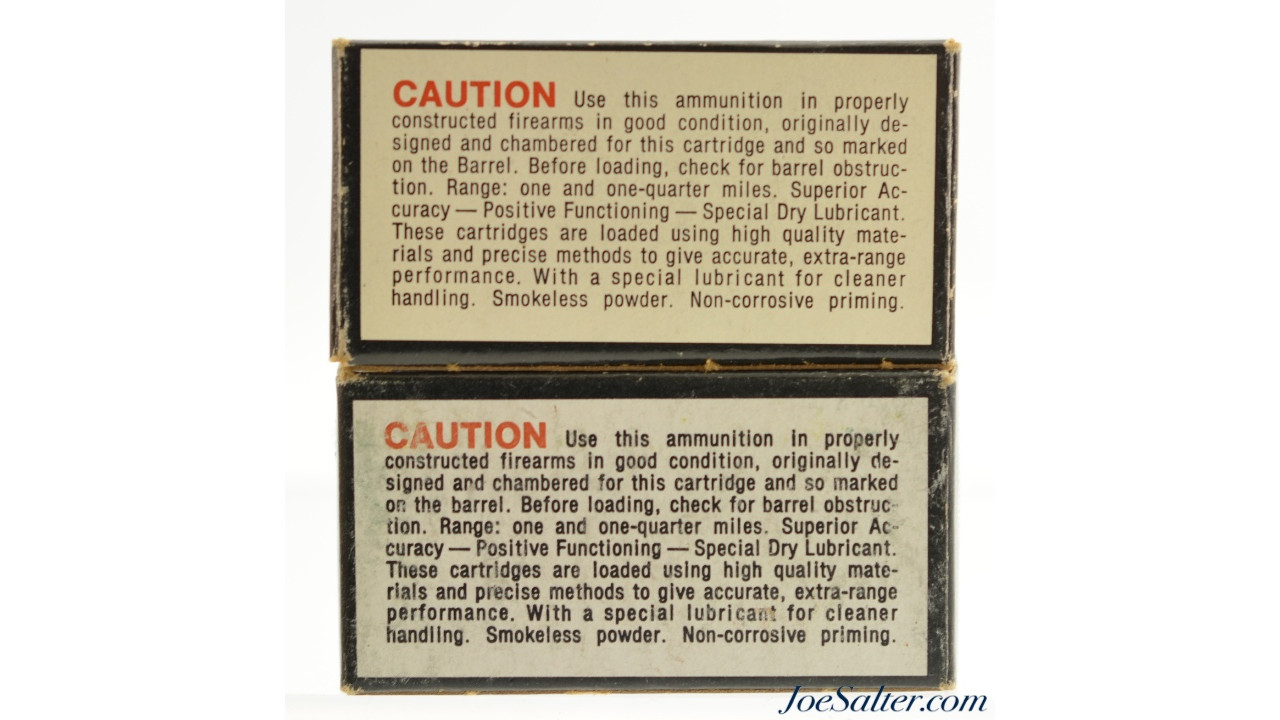 CAUTION Use this ammunition in properly
constructed firearms in good condition, originally de-
signed and chambered for this cartridge and so marked
on the Barrel. Before loading, check for barrel obstruc-
tion. Range: one and one-quarter miles. Superior Ac-
curacy — Positive Functioning — Special Dry Lubricant.
These cartridges are loaded using high quality mate-
rials and precise methods to give accurate, extra-range
performance. With a special lubricant for cleaner
handling. Smokeless powder. Non-corrosive priming.
CAUTION Use this ammunition in properly
constructed firearms in good condition, originally de-
signed and chambered for this cartridge and so marked
on the barrel. Before loading, check for barrel obstruc-
tion. Range: one and one-quarter miles. Superior Ac-
curacy — Positive Functioning — Special Dry Lubricant.
These cartridges are loaded using high quality mate-
rials and precise methods to give accurate, extra-range
performance. With a special lubricant for cleaner
handling. Smokeless powder. Non-corrosive priming.
JoeSalter.com